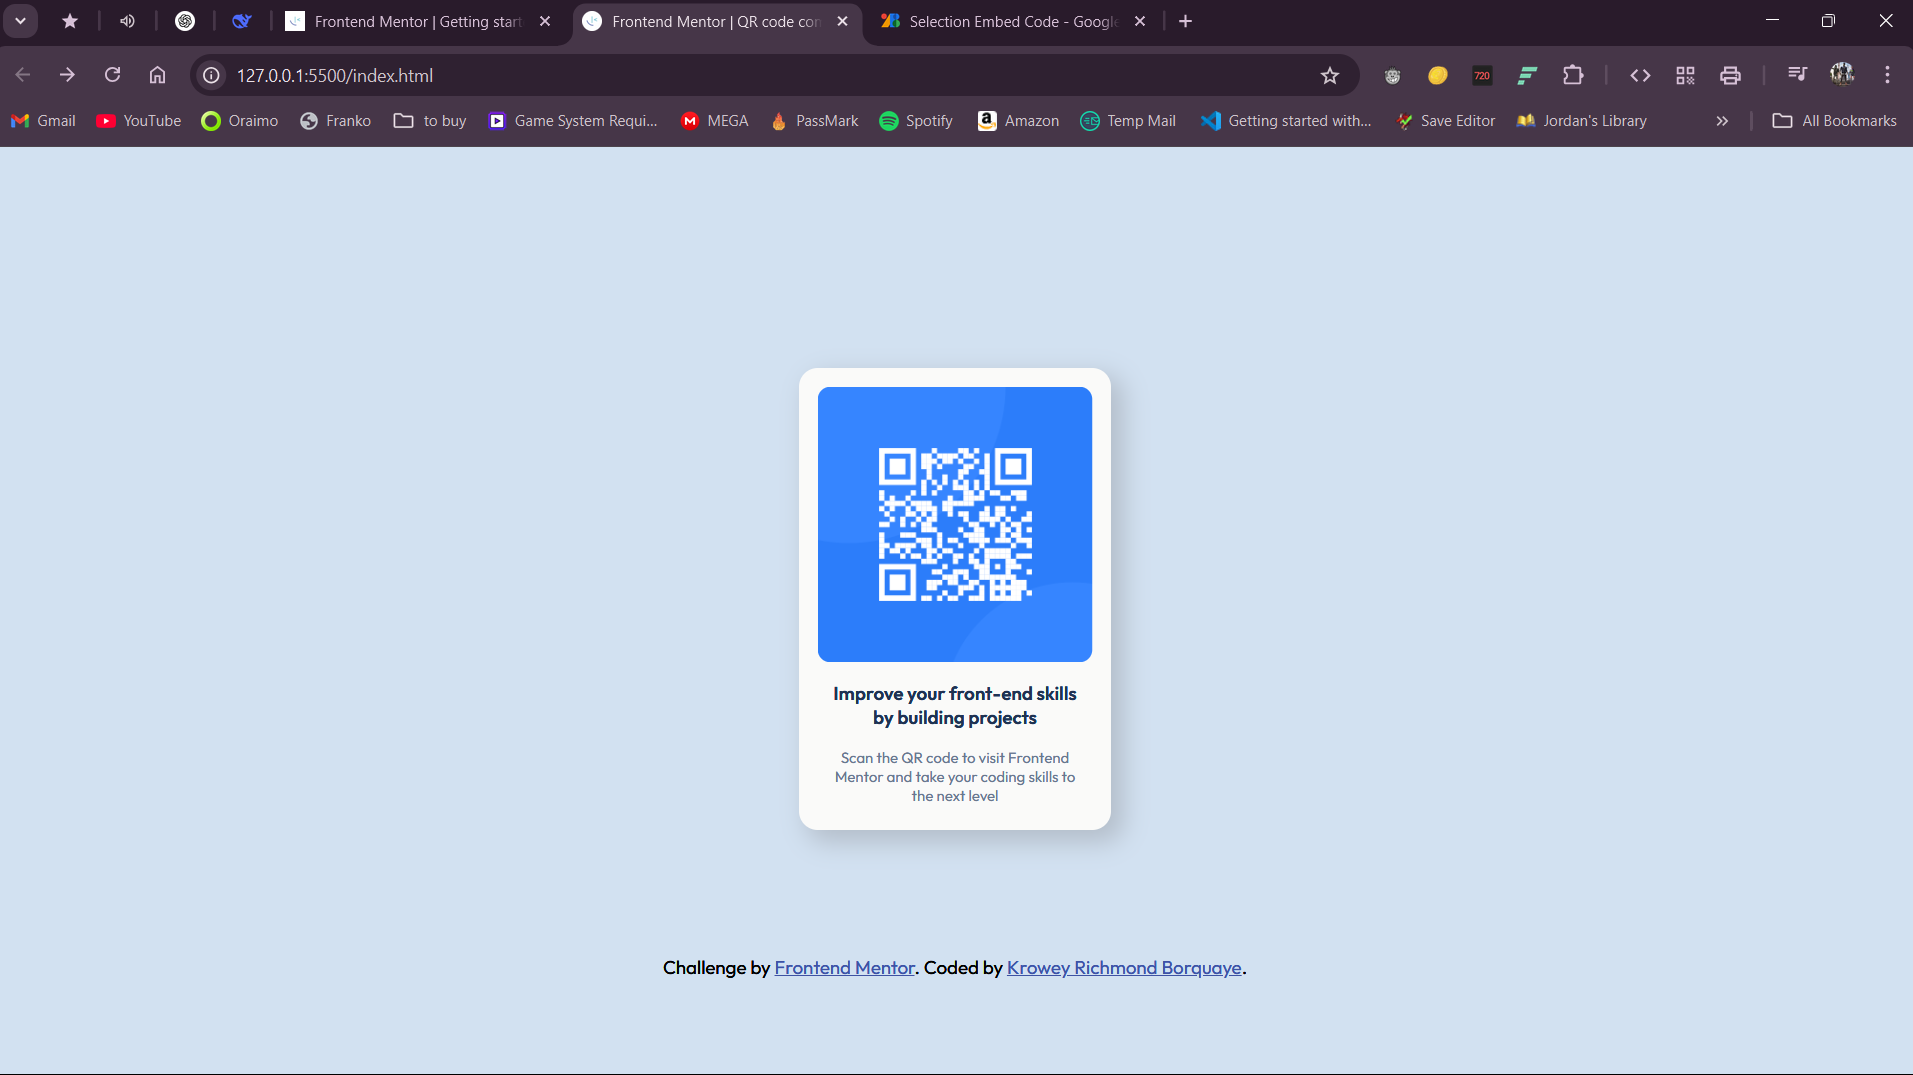 Frontend Mentor | Getting start
Frontend Mentor | QR code con
Selection Embed Code - Google
127.0.0.1:5500/index.html
720
Gmail
YouTube
Oraimo
Franko
to buy
Game System Requi...
MEGA
PassMark
Spotify
Amazon
Temp Mail
Getting started with...
Save Editor
Jordan's Library
All Bookmarks
Improve your front-end skills
by building projects
Scan the QR code to visit Frontend
Mentor and take your coding skills to
the next level
Challenge by Frontend Mentor. Coded by Krowey Richmond Borquaye.